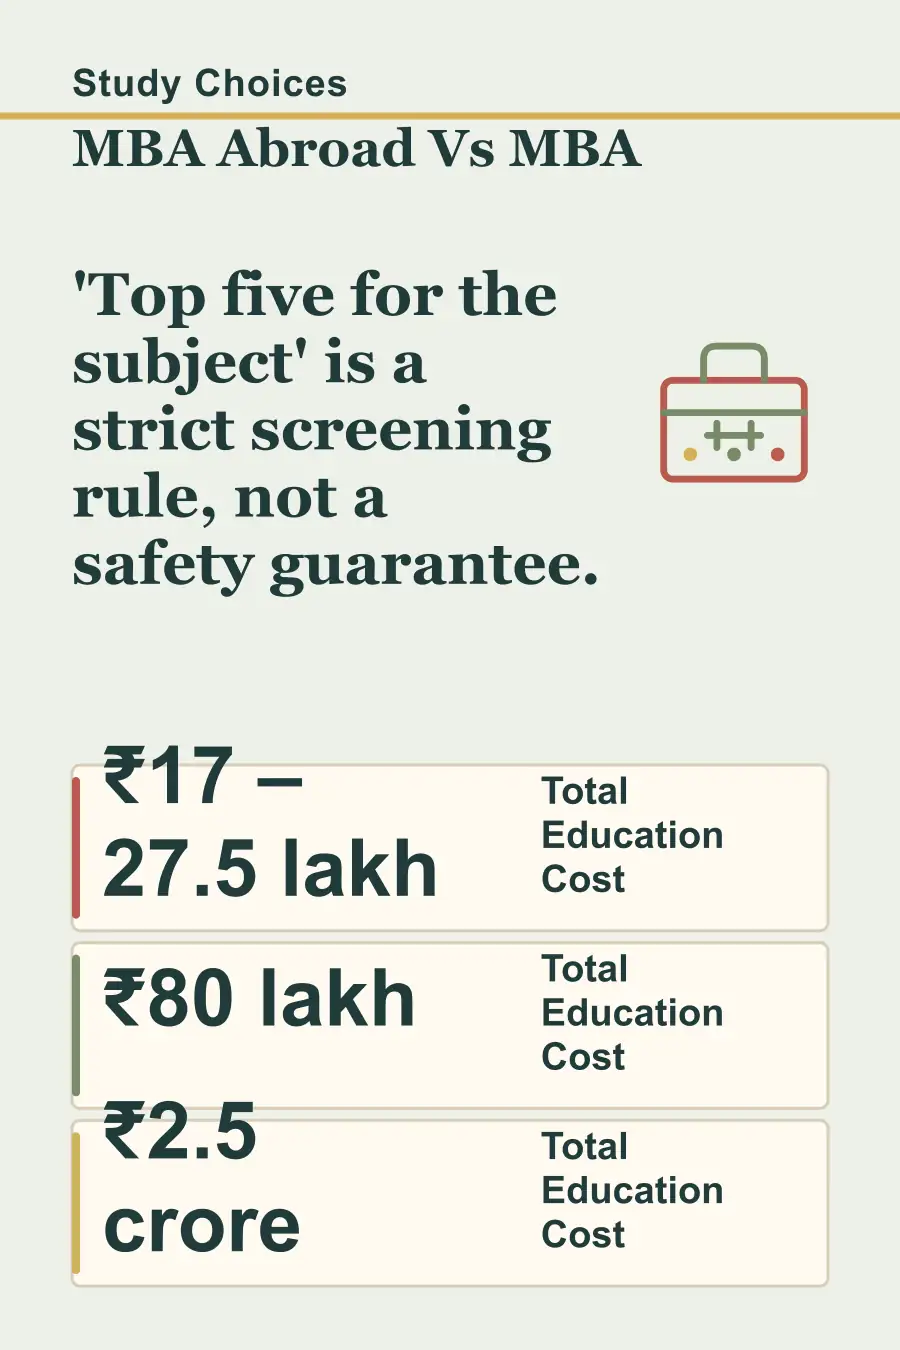 Study Choices
MBA Abroad Vs MBA
'Top five for the
subject' is a
strict screening
rule, not a
safety guarantee.
₹17 –
27.5 lakh
Total
Education
Cost
₹80 lakh
Total
Education
Cost
₹2.5
crore
Total
Education
Cost